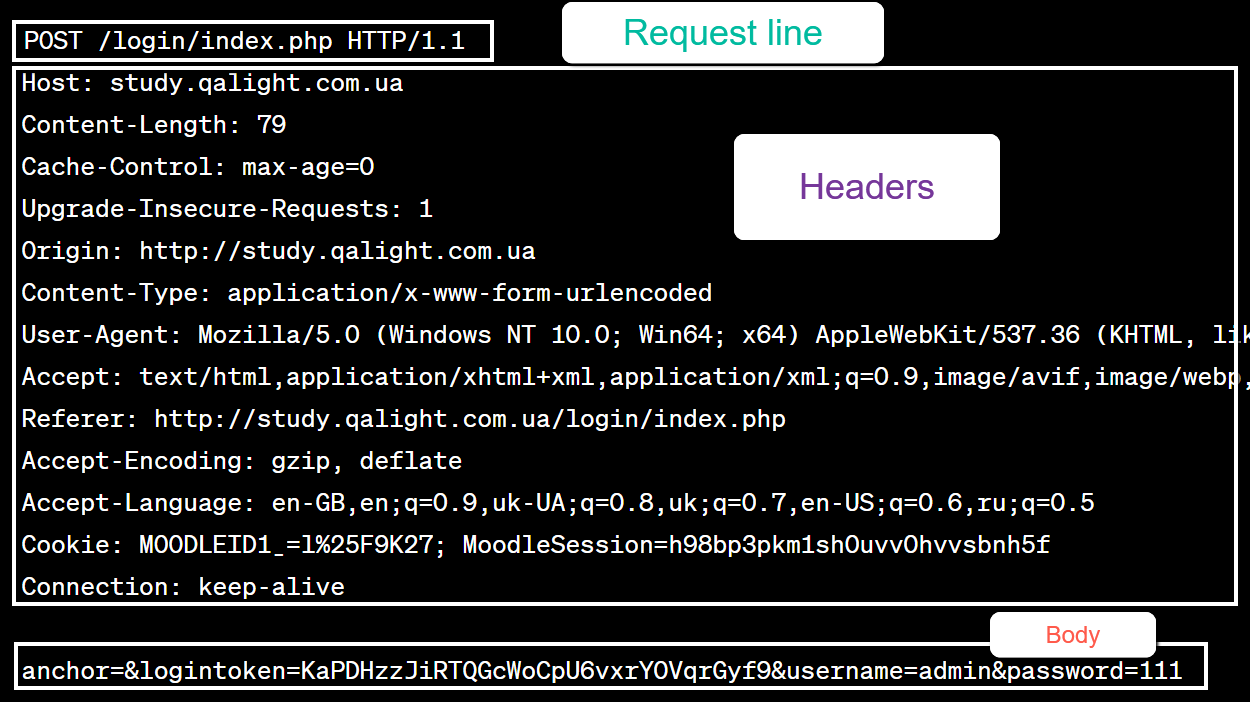 POST /login/index.php HTTP/1.1
Request line
Host: study.qalight.com.ua
Content-Length: 79
Cache-Control: max-age=0
Headers
Upgrade-Insecure-Requests: 1
Origin: http://study.qalight.com.ua
Content-Type: application/x-www-form-urlencoded
User-Agent: Mozilla/5.0 (Windows NT 10.0; Win64; x64) AppleWebKit/537.36 (KHTML, lik
Accept: text/html,application/xhtml+xml,application/xml;q=0.9,image/avif,image/webp,
Referer: http://study.qalight.com.ua/login/index.php
Accept-Encoding: gzip, deflate
Accept-Language: en-GB,en;q=0.9,uk-UA;q=0.8,uk;q=0.7,en-US;q=0.6,ru;q=0.5
Cookie: MOODLEID1_=l%25F9K27; MoodleSession=h98bp3pkm1sh0uvv0hvvsbnh5f
Connection: keep-alive
Body
anchor=&logintoken=KaPDHzzJiRTQGcWoCpU6vxrYOVqrGyf9&username=admin&password=111